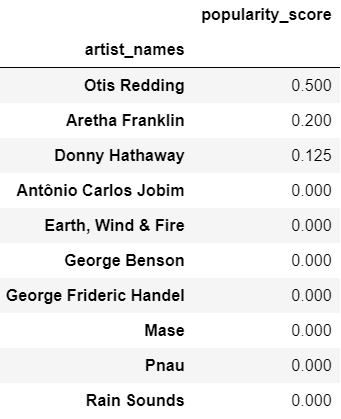 popularity_score
artist_names
Otis Redding 0.500
Aretha Franklin 0.200
Donny Hathaway 0.125
Antônio Carlos Jobim 0.000
Earth, Wind & Fire 0.000
George Benson 0.000
George Frideric Handel 0.000
Mase 0.000
Pnau 0.000
Rain Sounds 0.000